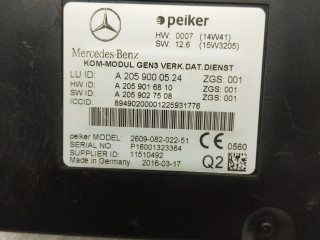 peiker
HW: 0007 (14W41)
SW: 12.6 (15W3205)
Mercedes-Benz
KOM-MODUL GEN3 VERK.DAT.DIENST
LU ID: A 205 900 05 24 ZGS: 001
HW ID: A 205 901 68 10 ZGS: 001
SW ID: A 205 902 75 08
ICCID: 89490200001225931776
peiker MODEL: 2609-082-022-51
SERIAL NO.: P16001323364
SUPPLIER ID: 11510492
Made in Germany 2016-03-17
CE 0560
Q2